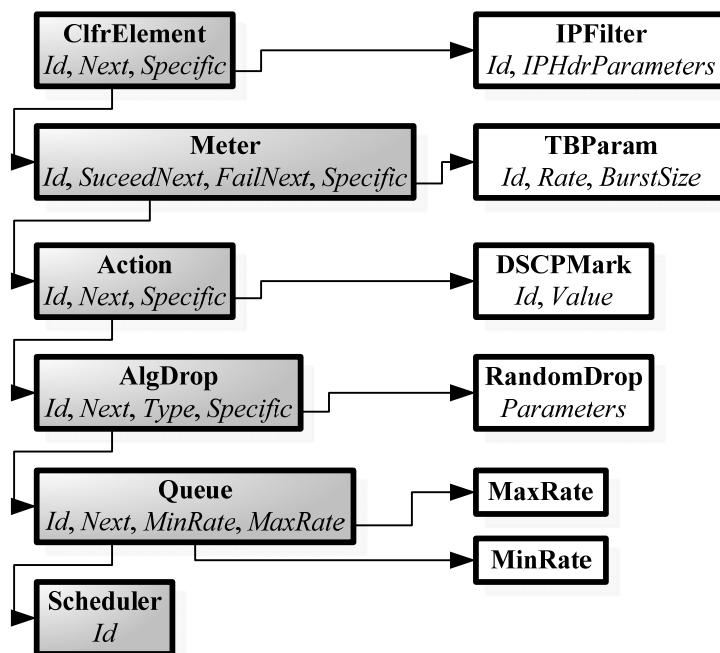 ClfrElement
Id, Next, Specific
IPFilter
Id, IPHdrParameters
Meter
Id, SuceedNext, FailNext, Specific
TBParam
Id, Rate, BurstSize
Action
Id, Next, Specific
DSCPMark
Id, Value
AlgDrop
Id, Next, Type, Specific
RandomDrop
Parameters
Queue
Id, Next, MinRate, MaxRate
MaxRate
MinRate
Scheduler
Id